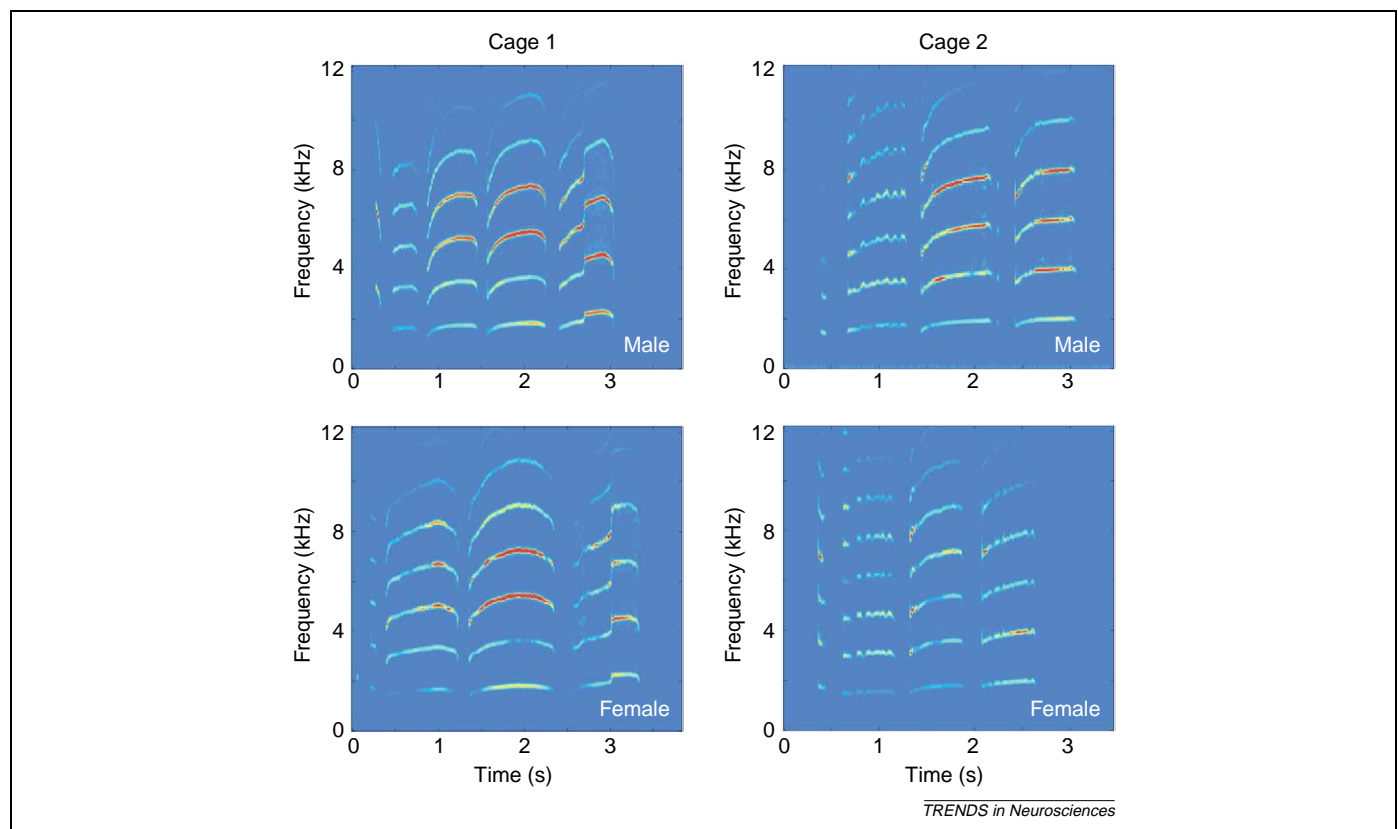 Cage 1
Cage 2
12
8
4
0
Frequency (kHz)
Male
0 1 2 3
12
8
4
0
Frequency (kHz)
Male
0 1 2 3
12
8
4
0
Frequency (kHz)
Female
0 1 2 3
Time (s)
12
8
4
0
Frequency (kHz)
Female
0 1 2 3
Time (s)
TRENDS in Neurosciences